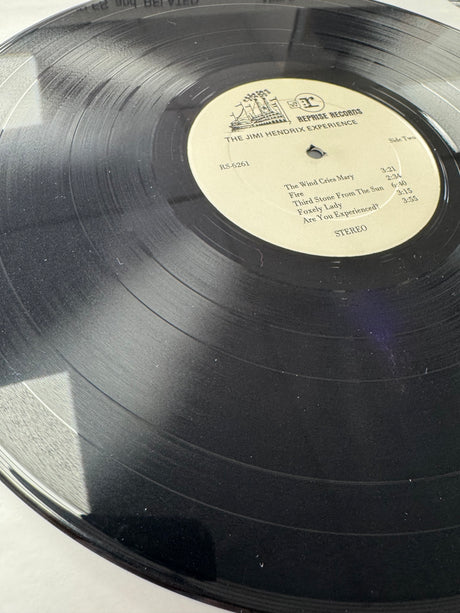 REPRISE RECORDS
THE JIMI HENDRIX EXPERIENCE
RS-6261
Side Two
The Wind Cries Mary 3:21
Fire 2:34
Third Stone From The Sun 6:40
Foxely Lady 3:15
Are You Experienced? 3:55
STEREO